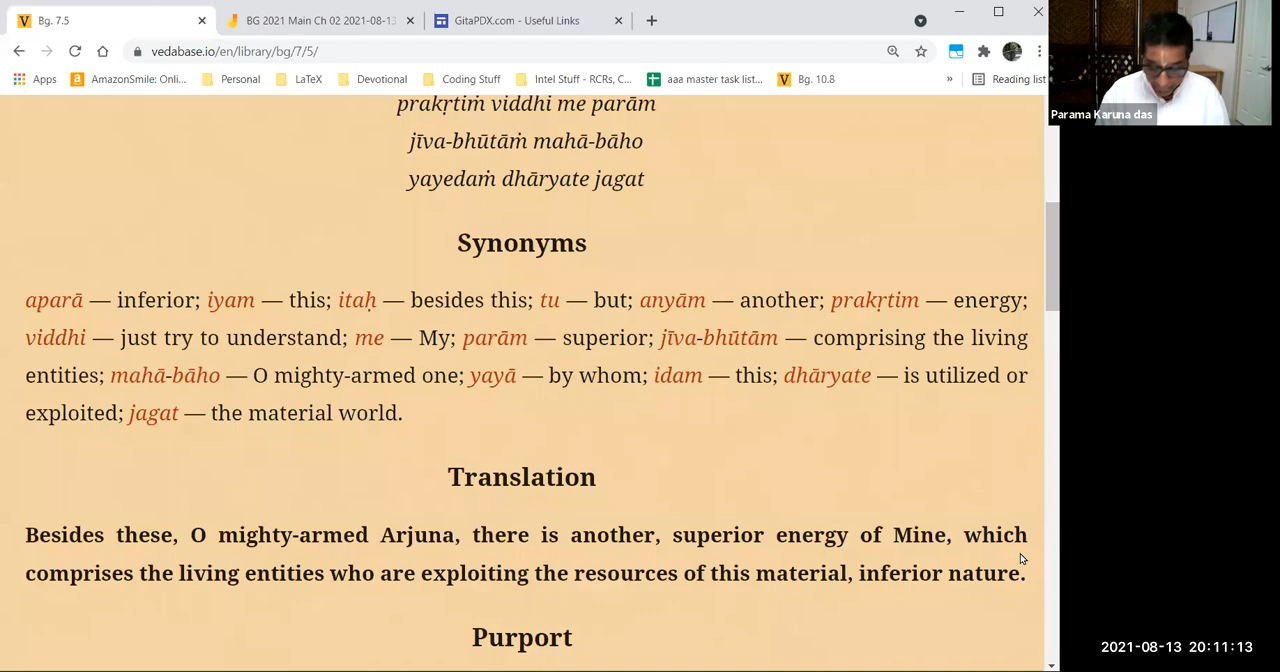 Bg. 7.5
BG 2021 Main Ch 02 2021-08-13
GitaPDX.com - Useful Links
vedabase.io/en/library/bg/7/5/
Apps
AmazonSmile: Onli...
Personal
LaTeX
Devotional
Coding Stuff
Intel Stuff - RCRs, C...
aaa master task list...
Bg. 10.8
»
Reading list
Parama Karuna das
prakṛtiṁ viddhi me parām
jīva-bhūtāṁ mahā-bāho
yayedaṁ dhāryate jagat
Synonyms
aparā — inferior; iyam — this; itaḥ — besides this; tu — but; anyām — another; prakṛtim — energy;
viddhi — just try to understand; me — My; parām — superior; jīva-bhūtām — comprising the living
entities; mahā-bāho — O mighty-armed one; yayā — by whom; idam — this; dhāryate — is utilized or
exploited; jagat — the material world.
Translation
Besides these, O mighty-armed Arjuna, there is another, superior energy of Mine, which
comprises the living entities who are exploiting the resources of this material, inferior nature.
Purport
2021-08-13 20:11:13